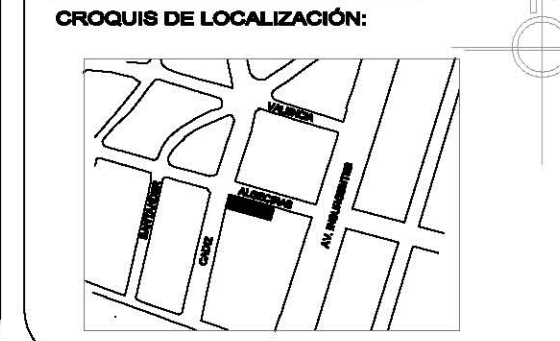 CROQUIS DE LOCALIZACIÓN:
VALENCIA
ALGECIRAS
SANTANDER
CADIZ
AV. INSURGENTES